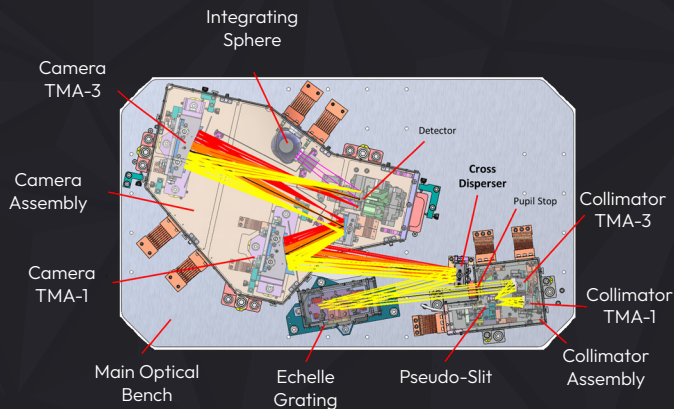 Integrating
Sphere
Camera
TMA-3
Detector
Cross
Disperser
Pupil Stop
Collimator
TMA-3
Camera
Assembly
Camera
TMA-1
Collimator
TMA-1
Main Optical
Bench
Echelle
Grating
Pseudo-Slit
Collimator
Assembly